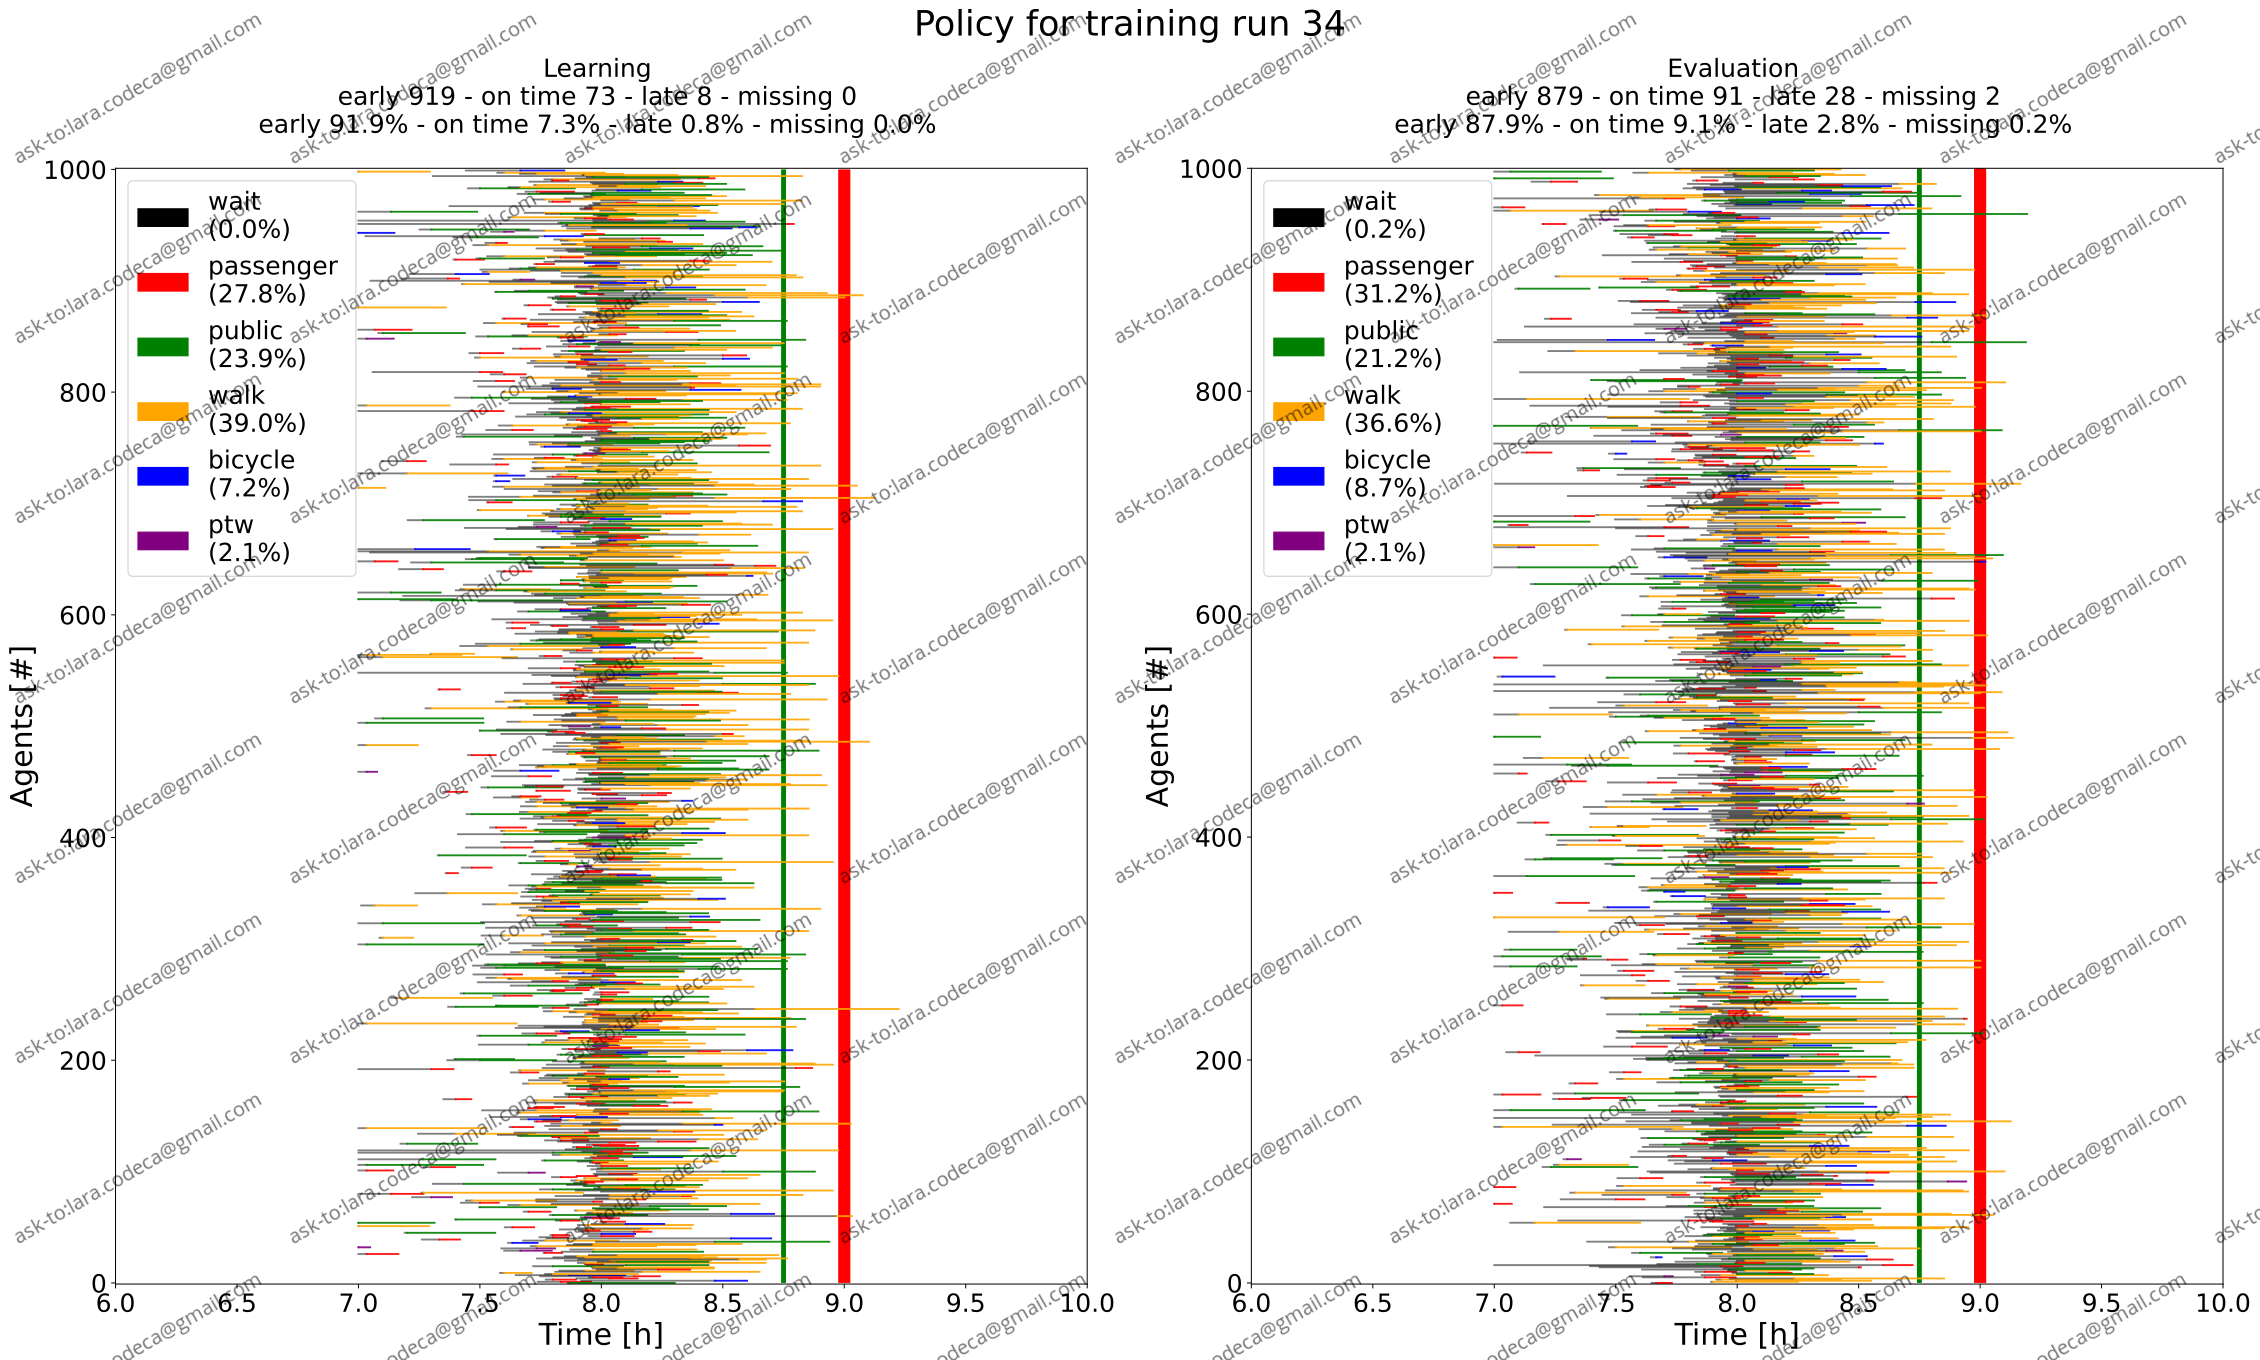 Policy for training run 34
Learning
early 919 - on time 73 - late 8 - missing 0
early 91.9% - on time 7.3% - late 0.8% - missing 0.0%
1000
800
600
400
200
0
Agents [#]
wait
(0.0%)
passenger
(27.8%)
public
(23.9%)
walk
(39.0%)
bicycle
(7.2%)
ptw
(2.1%)
6.0 6.5 7.0 7.5 8.0 8.5 9.0 9.5 10.0
Time [h]
Evaluation
early 879 - on time 91 - late 28 - missing 2
early 87.9% - on time 9.1% - late 2.8% - missing 0.2%
1000
800
600
400
200
0
Agents [#]
wait
(0.2%)
passenger
(31.2%)
public
(21.2%)
walk
(36.6%)
bicycle
(8.7%)
ptw
(2.1%)
6.0 6.5 7.0 7.5 8.0 8.5 9.0 9.5 10.0
Time [h]
ask-to:lara.codeca@gmail.com